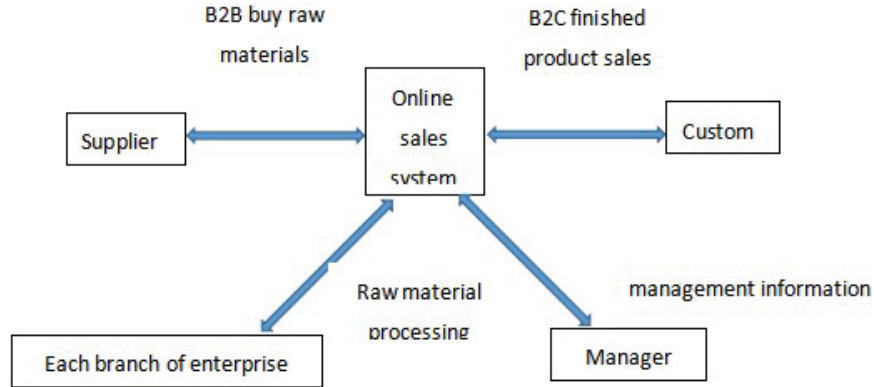 B2B buy raw
materials
B2C finished
product sales
Online
sales
system
Supplier
Custom
Raw material
processing
management information
Each branch of enterprise
Manager